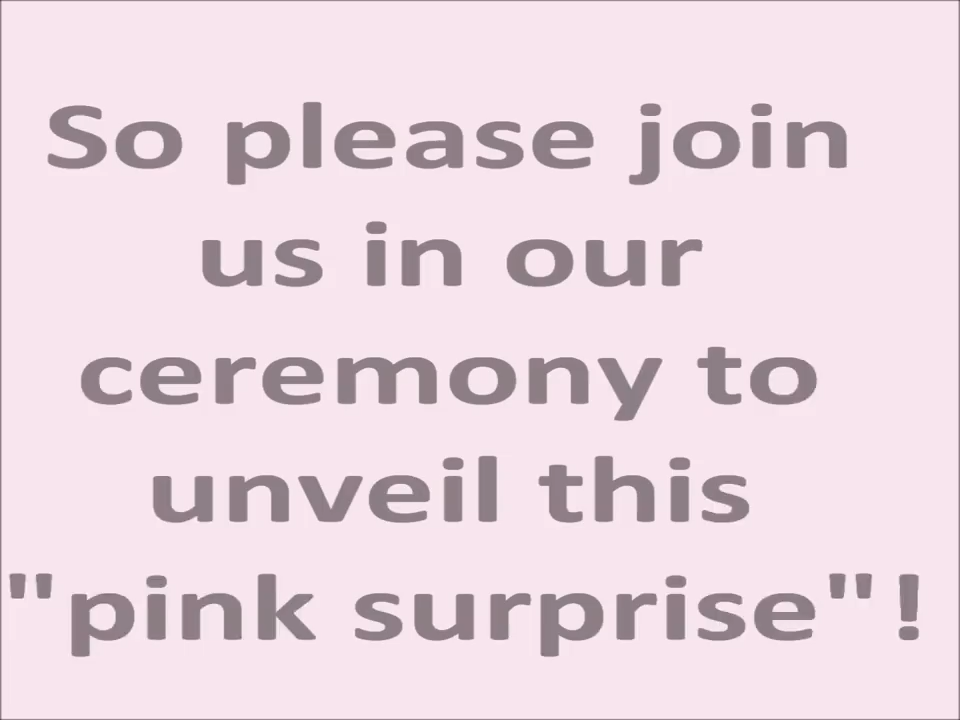 So please join
us in our
ceremony to
unveil this
"pink surprise"!